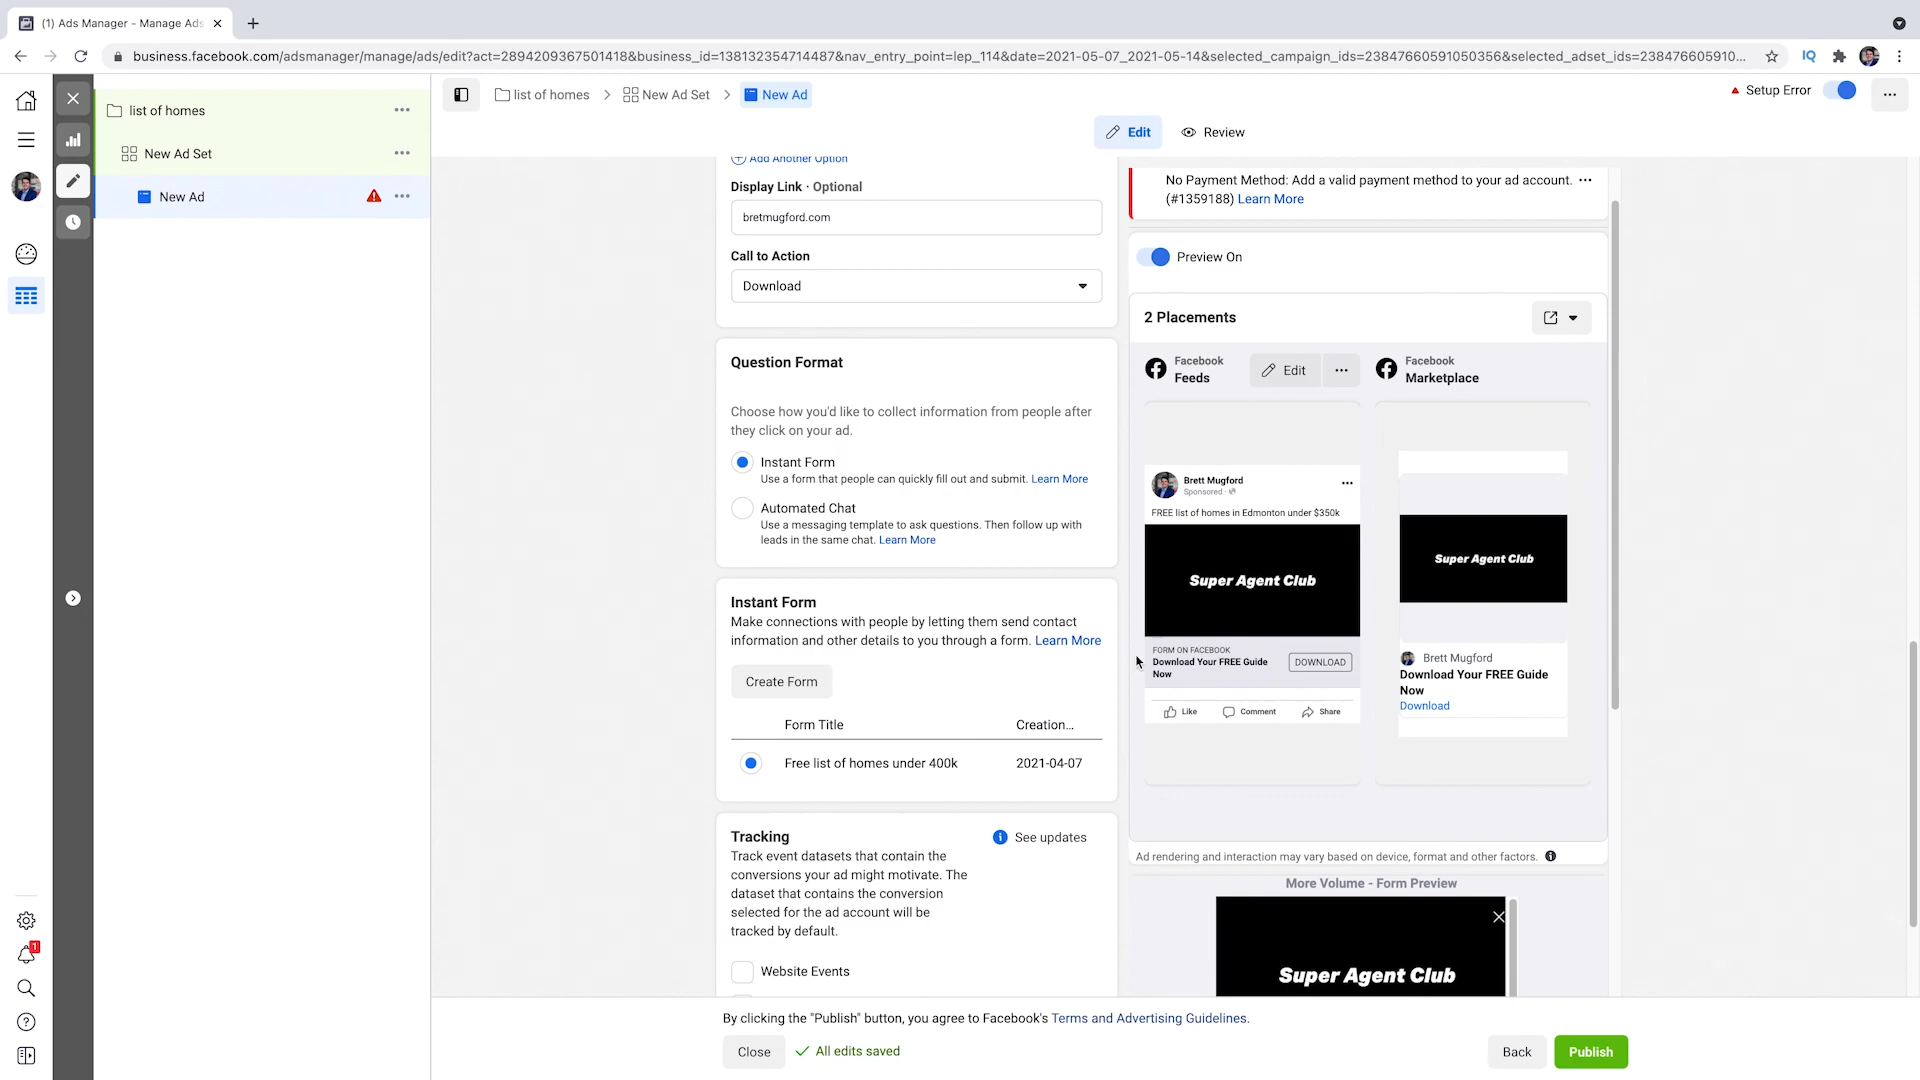 (1) Ads Manager - Manage Ads
business.facebook.com/adsmanager/manage/ads/edit?act=2894209367501418&business_id=138132354714487&nav_entry_point=lep_114&date=2021-05-07_2021-05-14&selected_campaign_ids=23847660591050356&selected_adset_ids=238476605910...
IQ
list of homes
New Ad Set
New Ad
list of homes > New Ad Set > New Ad
Setup Error
Edit
Review
Add Another Option
Display Link · Optional
bretmugford.com
Call to Action
Download
Question Format
Choose how you'd like to collect information from people after
they click on your ad.
Instant Form
Use a form that people can quickly fill out and submit. Learn More
Automated Chat
Use a messaging template to ask questions. Then follow up with
leads in the same chat. Learn More
Instant Form
Make connections with people by letting them send contact
information and other details to you through a form. Learn More
Create Form
Form Title
Creation...
Free list of homes under 400k
2021-04-07
Tracking
See updates
Track event datasets that contain the
conversions your ad might motivate. The
dataset that contains the conversion
selected for the ad account will be
tracked by default.
Website Events
No Payment Method: Add a valid payment method to your ad account.
(#1359188) Learn More
Preview On
2 Placements
Facebook
Feeds
Edit
Facebook
Marketplace
Brett Mugford
Sponsored ·
FREE list of homes in Edmonton under $350k
Super Agent Club
FORM ON FACEBOOK
Download Your FREE Guide
Now
DOWNLOAD
Like
Comment
Share
Super Agent Club
Brett Mugford
Download Your FREE Guide
Now
Download
Ad rendering and interaction may vary based on device, format and other factors.
More Volume - Form Preview
Super Agent Club
1
By clicking the "Publish" button, you agree to Facebook's Terms and Advertising Guidelines.
Close
All edits saved
Back
Publish